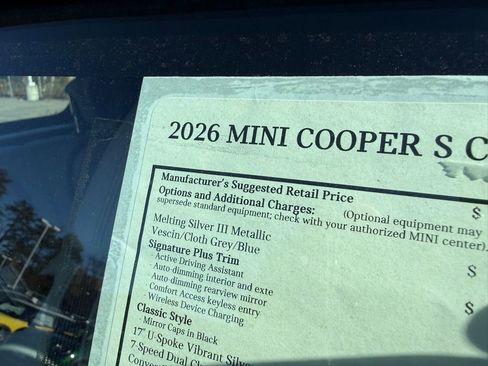 2026 MINI COOPER S C
Manufacturer's Suggested Retail Price
$
Options and Additional Charges: (Optional equipment may
supersede standard equipment; check with your authorized MINI center).
Melting Silver III Metallic
$
Vescin/Cloth Grey/Blue
Signature Plus Trim
· Active Driving Assistant
· Auto-dimming interior and exte
· Auto-dimming rearview mirror
· Comfort Access keyless entry
· Wireless Device Charging
$
Classic Style
· Mirror Caps in Black
17" U-Spoke Vibrant Silve
7-Speed Dual Cl